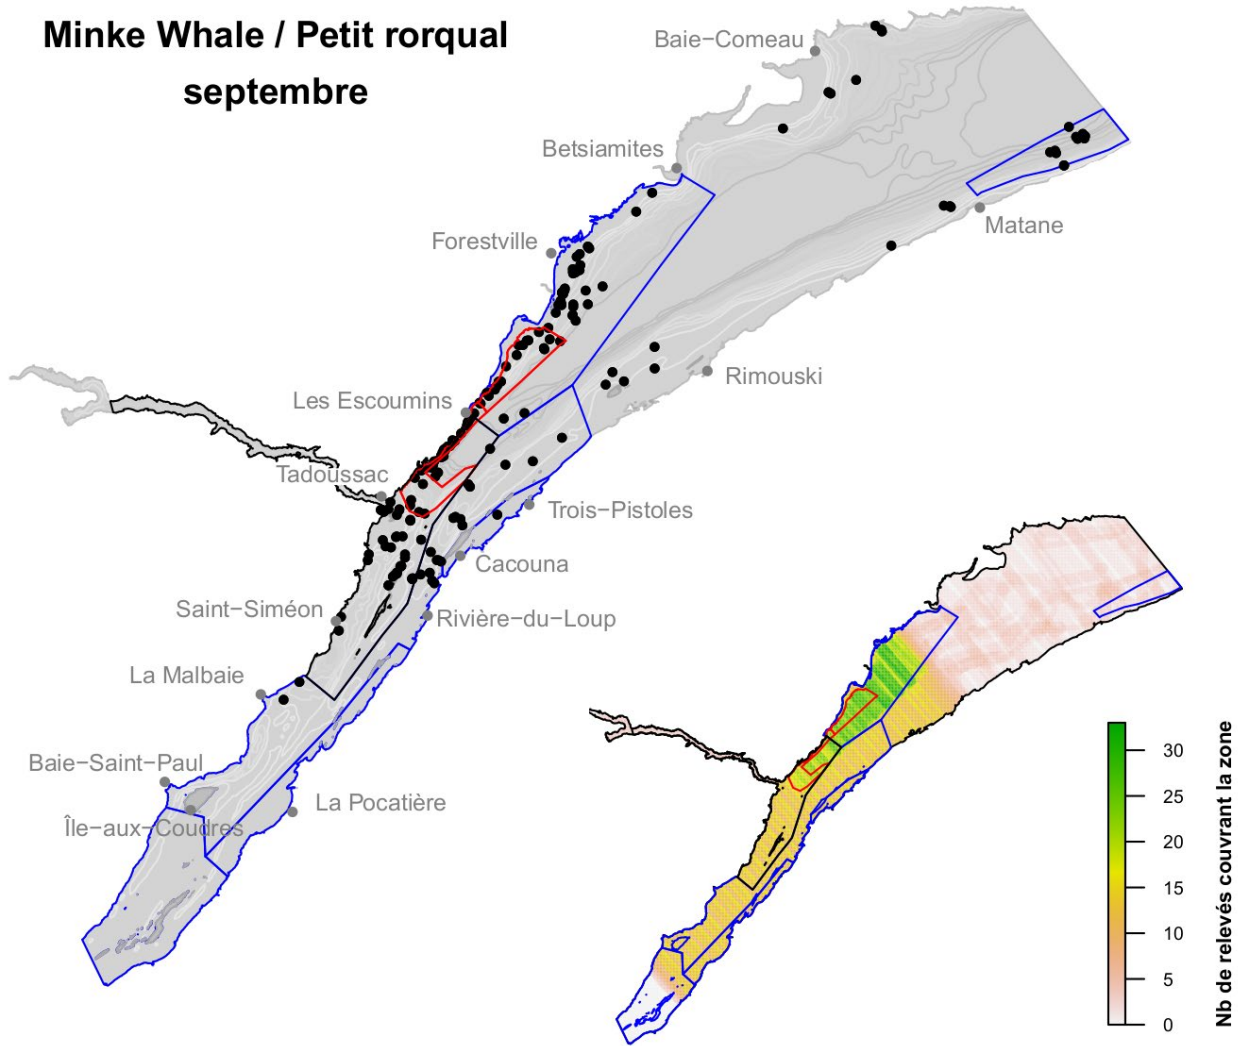 Minke Whale / Petit rorqual
septembre
Baie−Comeau
Betsiamites
Matane
Forestville
Rimouski
Les Escoumins
Tadoussac
Trois−Pistoles
Cacouna
Saint−Siméon
Rivière−du−Loup
La Malbaie
Baie−Saint−Paul
La Pocatière
Île−aux−Coudres
30
25
20
15
10
5
0
Nb de relevés couvrant la zone